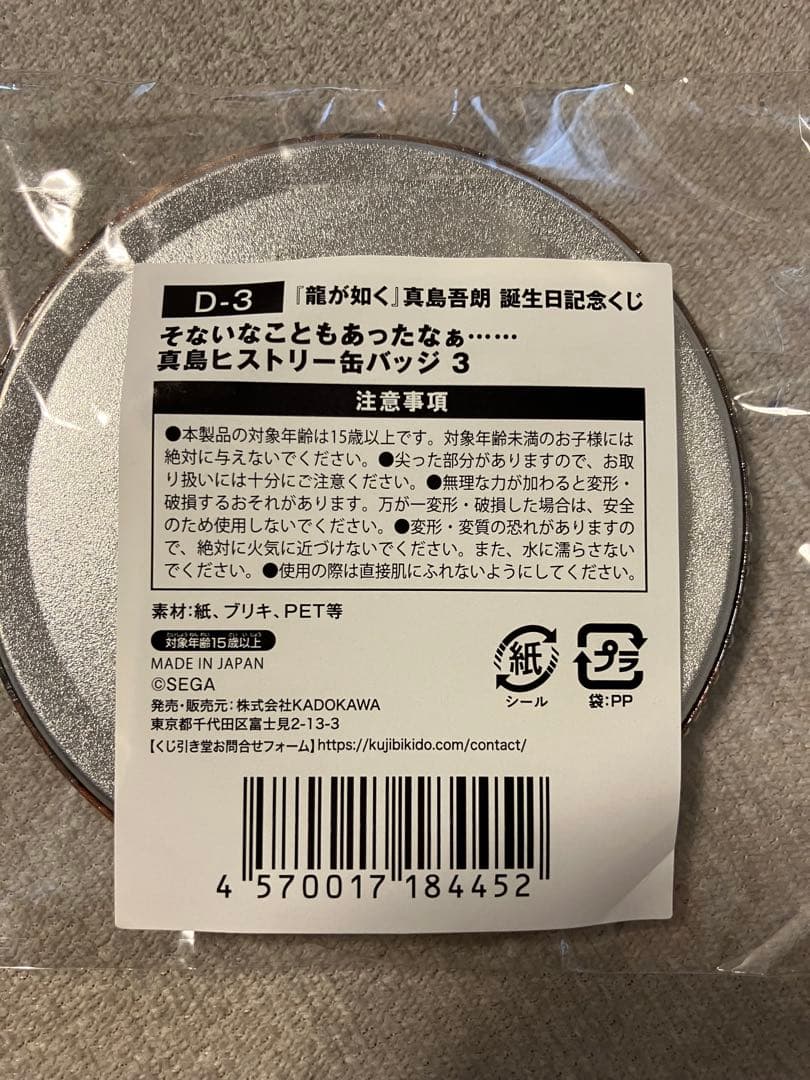 D-3 『龍が如く』真島吾朗 誕生日記念くじ
そないなこともあったなぁ……
真島ヒストリー缶バッジ 3
注意事項
●本製品の対象年齢は15歳以上です。対象年齢未満のお子様には
絶対に与えないでください。●尖った部分がありますので、お取
り扱いには十分にご注意ください。●無理な力が加わると変形・
破損するおそれがあります。万が一変形・破損した場合は、安全
のため使用しないでください。●変形・変質の恐れがありますの
で、絶対に火気に近づけないでください。また、水に濡らさない
でください。●使用の際は直接肌にふれないようにしてください。
素材:紙、ブリキ、PET等
対象年齢15歳以上
MADE IN JAPAN
©SEGA
発売・販売元:株式会社KADOKAWA
東京都千代田区富士見2-13-3
【くじ引き堂お問合せフォーム】https://kujibikido.com/contact/
紙
シール
プラ
袋:PP
4 570017 184452